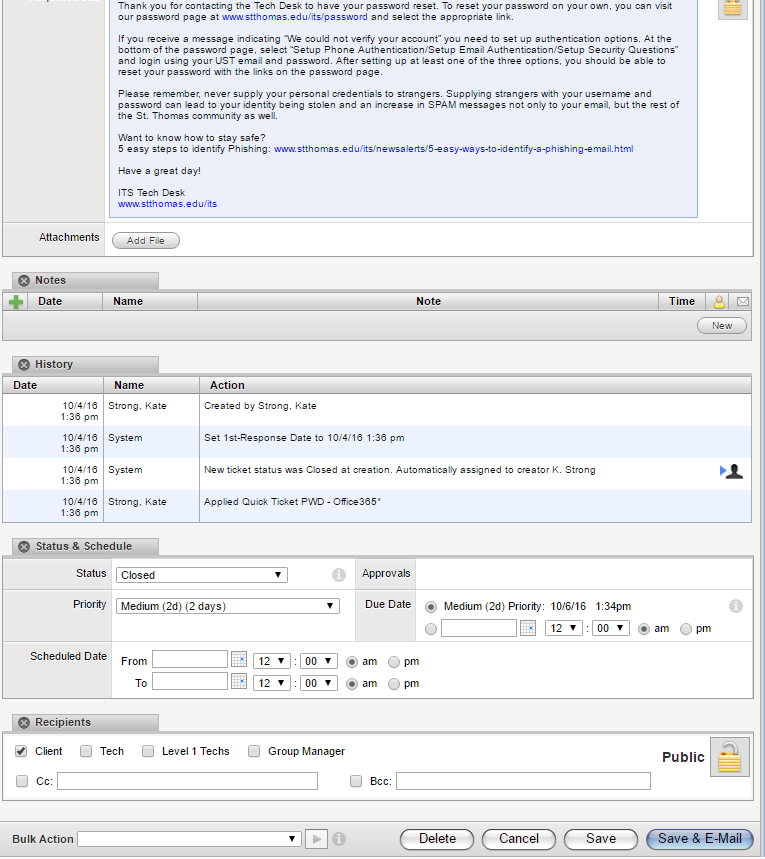 Thank you for contacting the Tech Desk to have your password reset. To reset your password on your own, you can visit
our password page at www.stthomas.edu/its/password and select the appropriate link.
If you receive a message indicating "We could not verify your account" you need to set up authentication options. At the
bottom of the password page, select "Setup Phone Authentication/Setup Email Authentication/Setup Security Questions"
and login using your UST email and password. After setting up at least one of the three options, you should be able to
reset your password with the links on the password page.
Please remember, never supply your personal credentials to strangers. Supplying strangers with your username and
password can lead to your identity being stolen and an increase in SPAM messages not only to your email, but the rest of
the St. Thomas community as well.
Want to know how to stay safe?
5 easy steps to identify Phishing: www.stthomas.edu/its/newsalerts/5-easy-ways-to-identify-a-phishing-email.html
Have a great day!
ITS Tech Desk
www.stthomas.edu/its
Attachments Add File
Notes
Date Name Note Time
New
History
Date Name Action
10/4/16 Strong, Kate Created by Strong, Kate
1:36 pm
10/4/16 System Set 1st-Response Date to 10/4/16 1:36 pm
1:36 pm
10/4/16 System New ticket status was Closed at creation. Automatically assigned to creator K. Strong
1:36 pm
10/4/16 Strong, Kate Applied Quick Ticket PWD - Office365*
1:36 pm
Status & Schedule
Status Closed Approvals
Priority Medium (2d) (2 days) Due Date Medium (2d) Priority: 10/6/16 1:34pm
12 : 00 am pm
Scheduled Date From 12 : 00 am pm
To 12 : 00 am pm
Recipients
Client Tech Level 1 Techs Group Manager Public
Cc: Bcc:
Bulk Action Delete Cancel Save Save & E-Mail